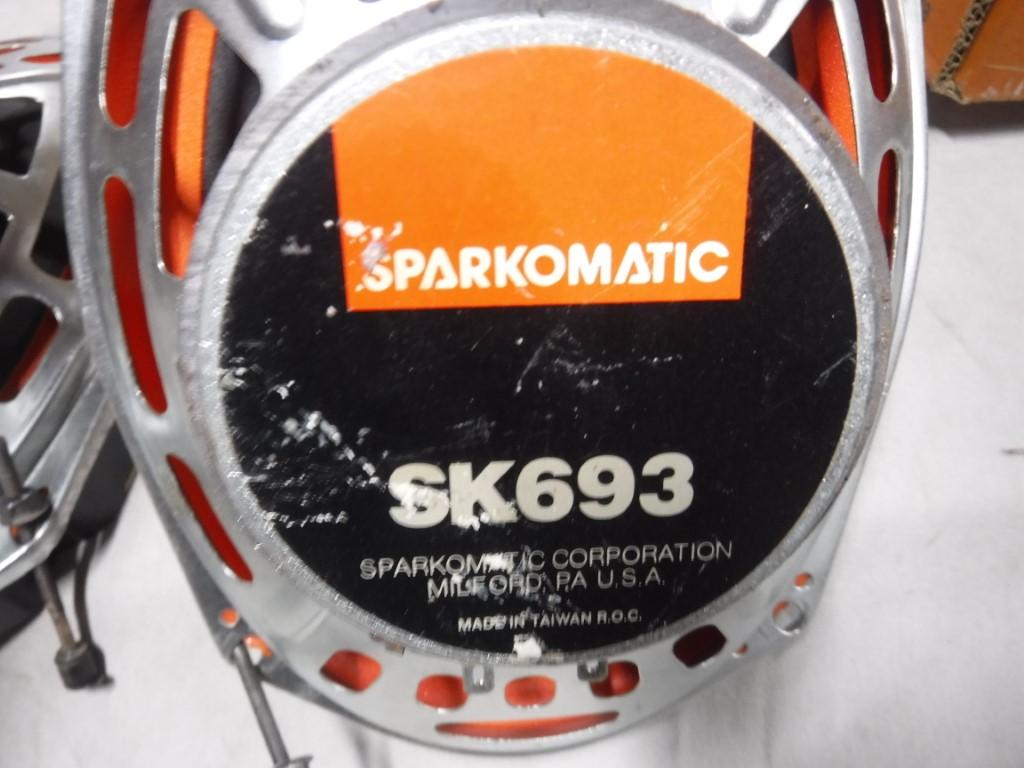 SPARKOMATIC
SK693
SPARKOMATIC CORPORATION
MILFORD, PA U.S.A.
MADE IN TAIWAN R.O.C.